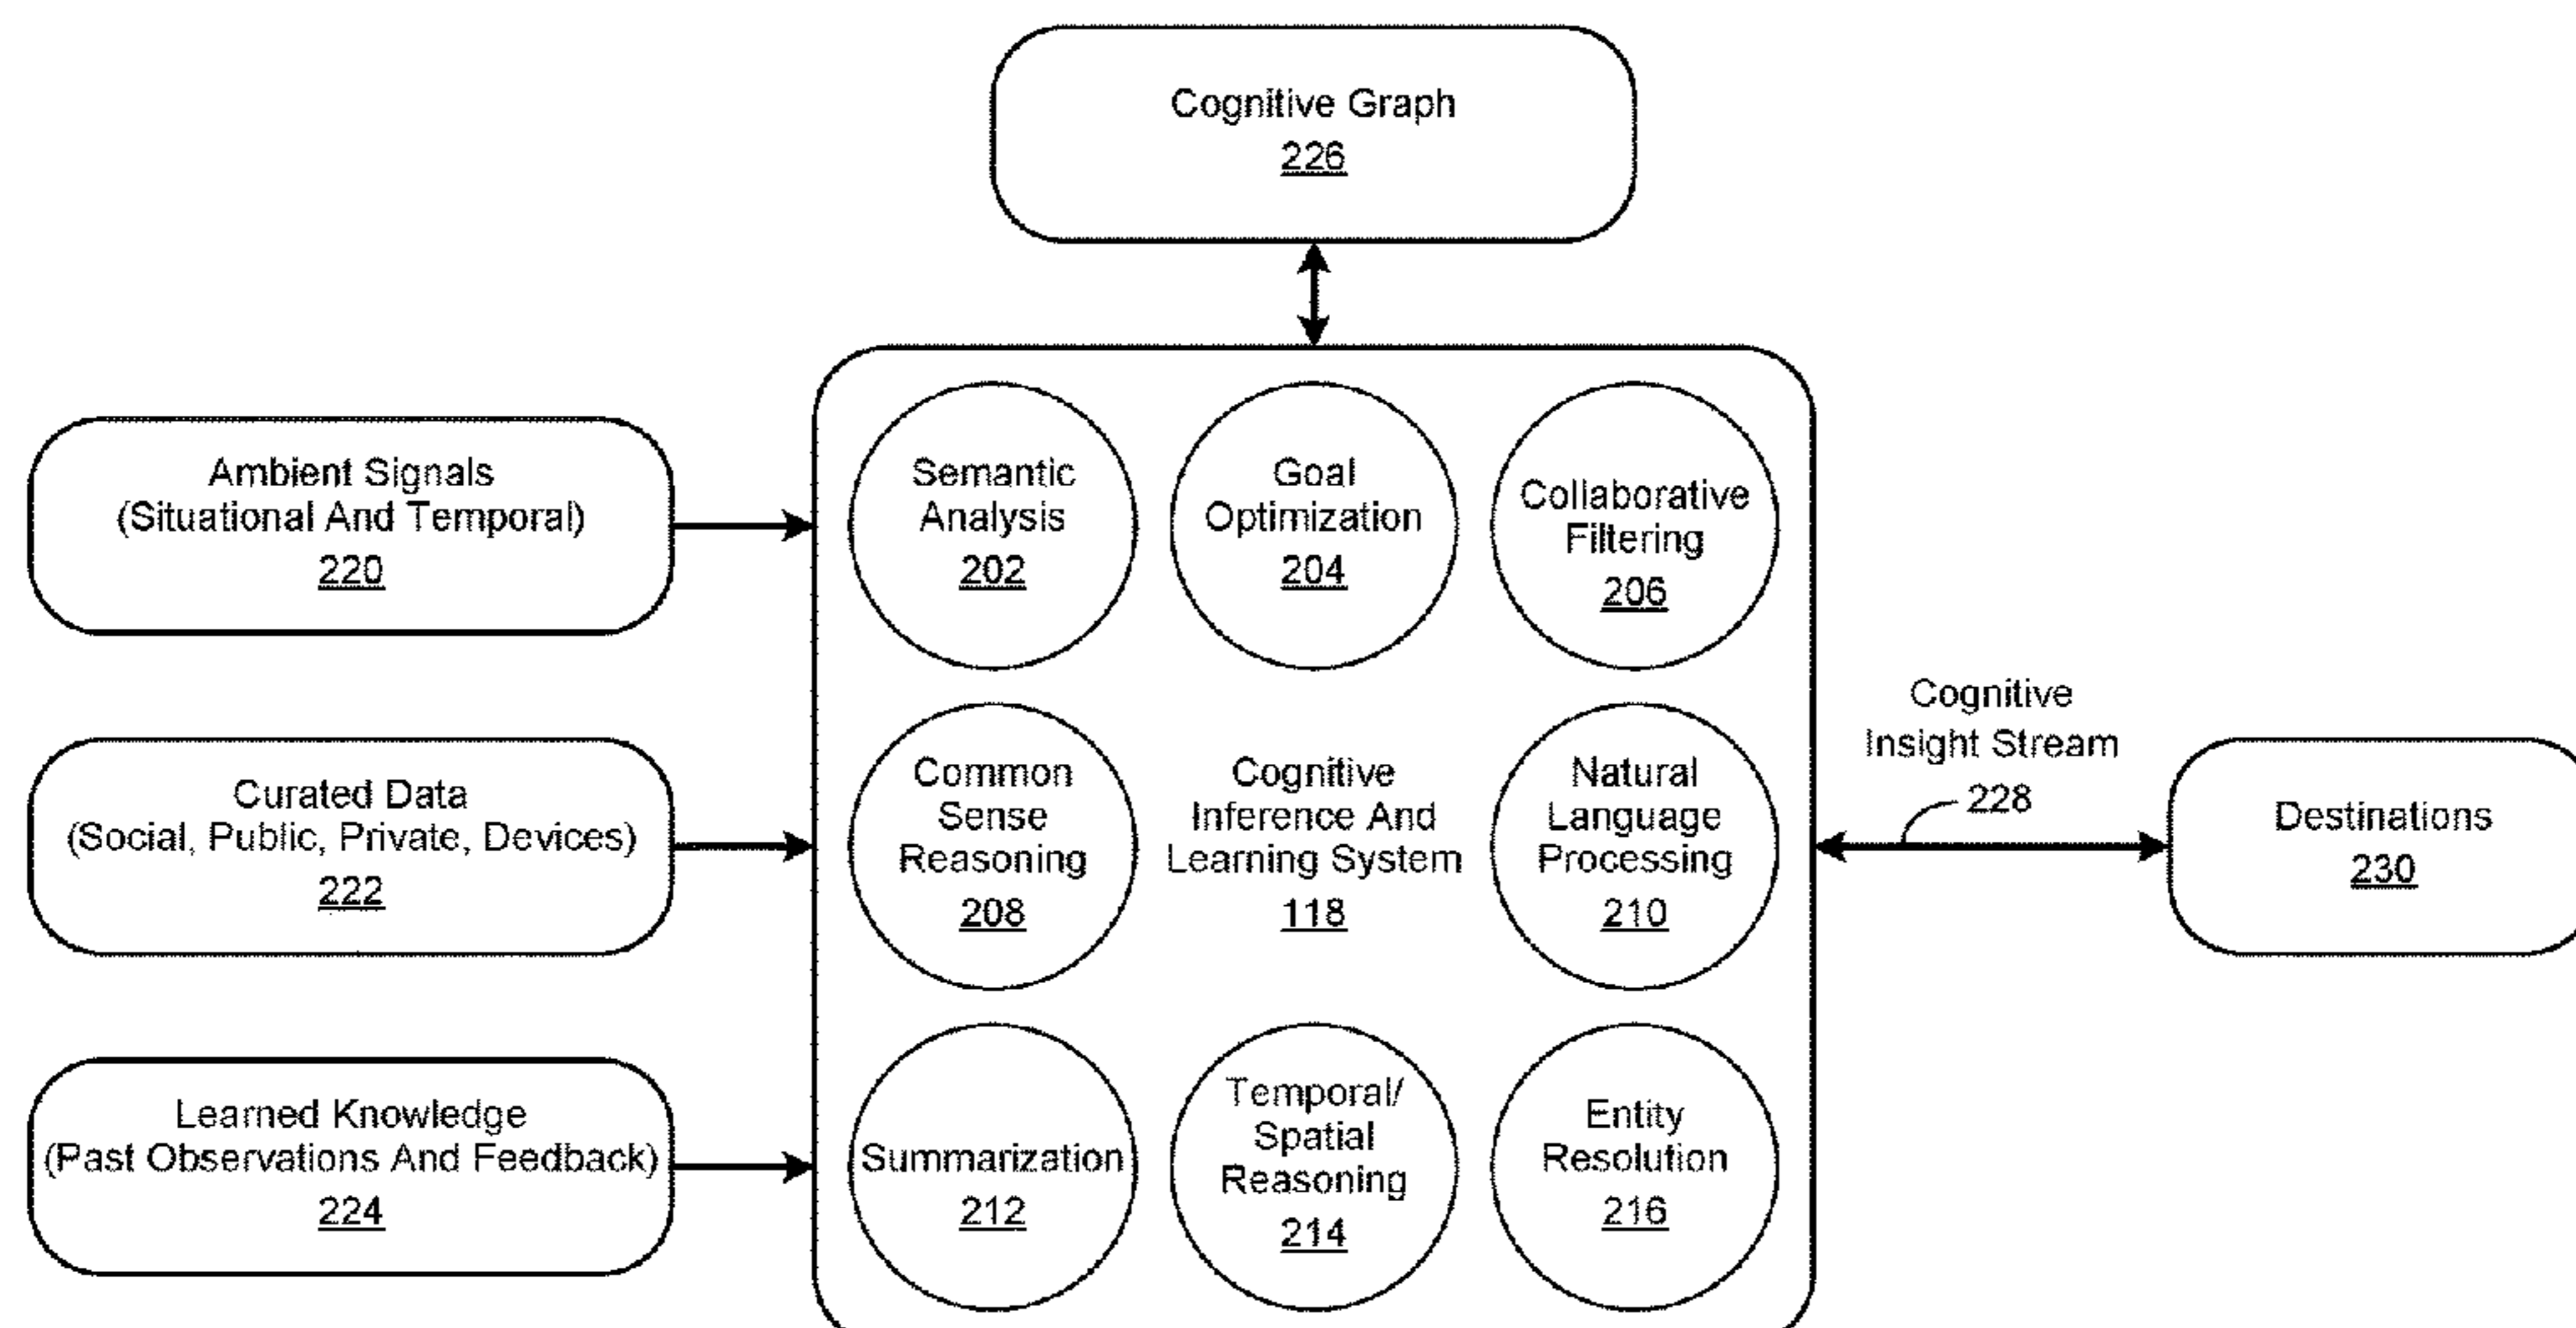 Cognitive Graph
226
Ambient Signals
(Situational And Temporal)
220
Semantic
Analysis
202
Goal
Optimization
204
Collaborative
Filtering
206
Curated Data
(Social, Public, Private, Devices)
222
Common
Sense
Reasoning
208
Cognitive
Inference And
Learning System
118
Natural
Language
Processing
210
Cognitive
Insight Stream
228
Destinations
230
Learned Knowledge
(Past Observations And Feedback)
224
Summarization
212
Temporal/
Spatial
Reasoning
214
Entity
Resolution
216